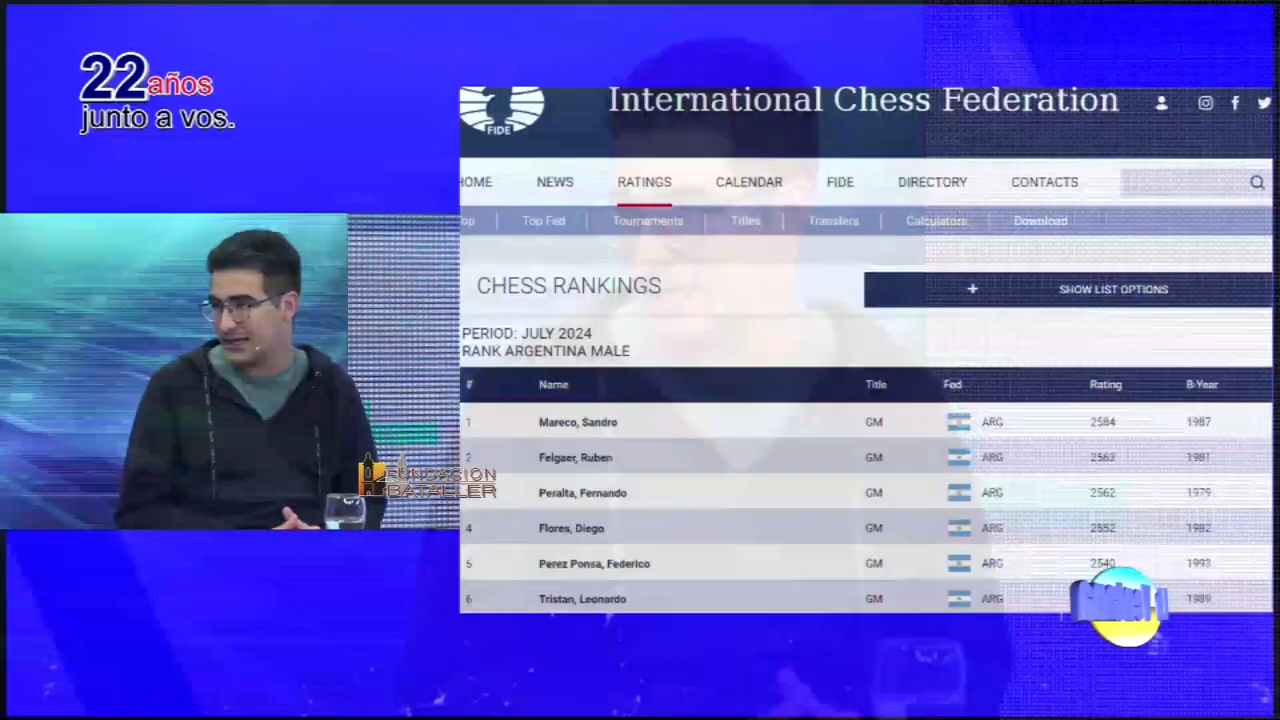 22 años
junto a vos.
International Chess Federation
FIDE
HOME NEWS RATINGS CALENDAR FIDE DIRECTORY CONTACTS
op Top Fed Tournaments Titles Transfers Calculators Download
CHESS RANKINGS
+ SHOW LIST OPTIONS
PERIOD: JULY 2024
RANK ARGENTINA MALE
# Name Title Fed Rating B-Year
1 Mareco, Sandro GM ARG 2584 1987
2 Felgaer, Ruben GM ARG 2563 1981
Peralta, Fernando GM ARG 2562 1979
4 Flores, Diego GM ARG 2552 1982
5 Perez Ponsa, Federico GM ARG 2540 1993
6 Tristan, Leonardo GM ARG 1989
FUNDACION
BATALLER